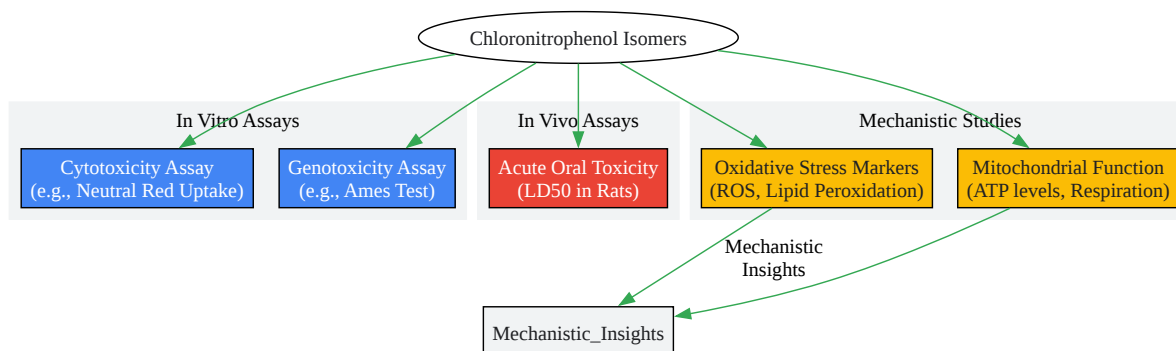 Chloronitrophenol Isomers
In Vitro Assays
In Vivo Assays
Mechanistic Studies
Cytotoxicity Assay
(e.g., Neutral Red Uptake)
Genotoxicity Assay
(e.g., Ames Test)
Acute Oral Toxicity
(LD50 in Rats)
Oxidative Stress Markers
(ROS, Lipid Peroxidation)
Mitochondrial Function
(ATP levels, Respiration)
Mechanistic
Insights
Mechanistic_Insights